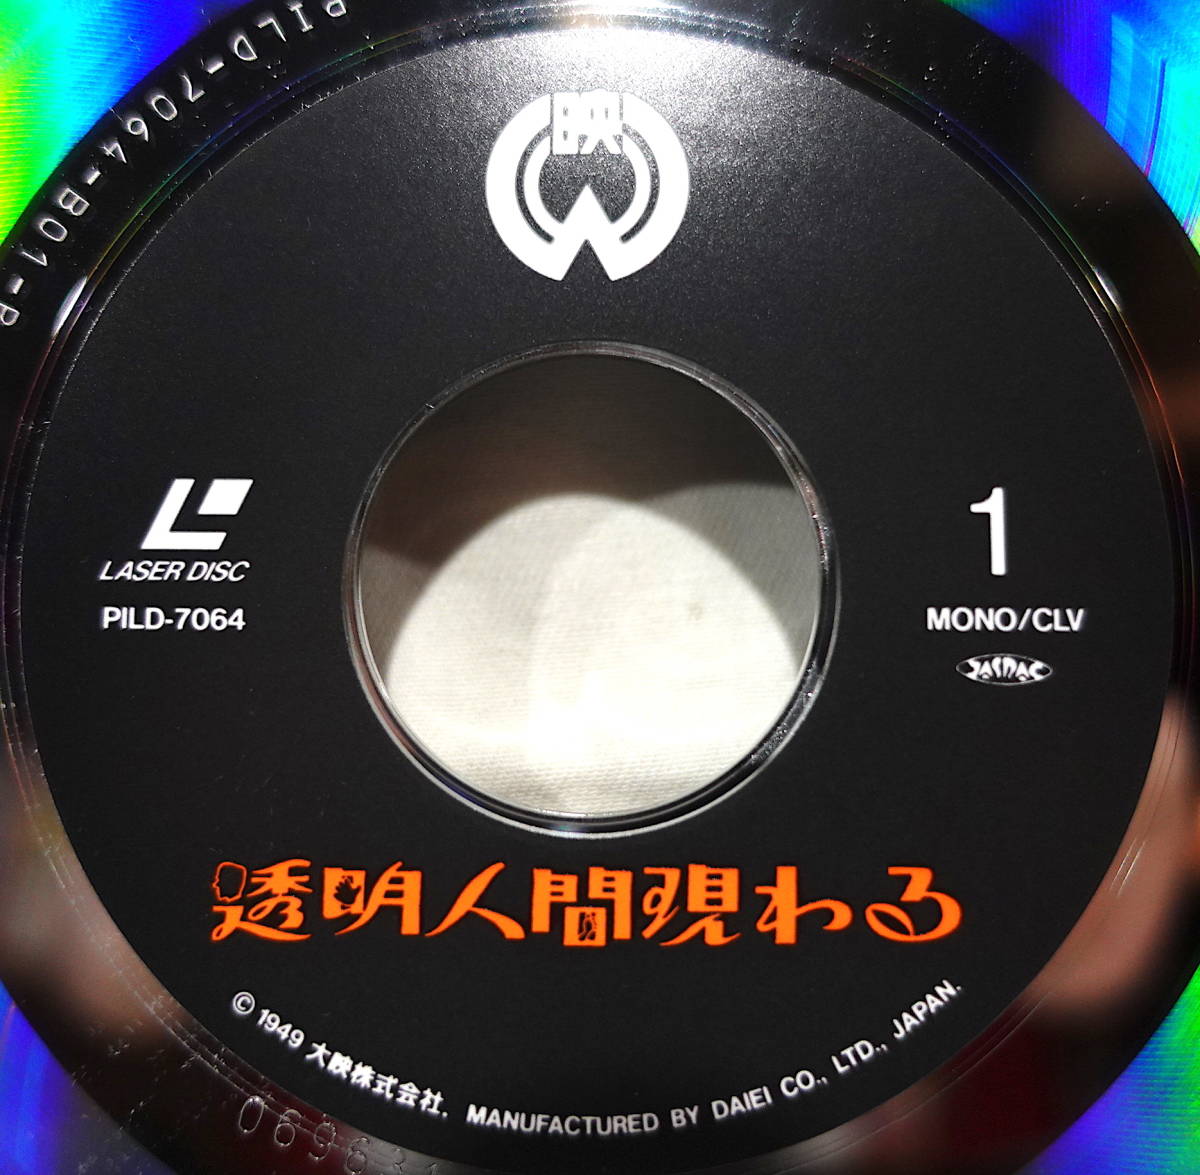 PILD-7064-B01-P
映
LASER DISC
PILD-7064
1
MONO/CLV
JASRAC
透明人間現わる
© 1949 大映株式会社. MANUFACTURED BY DAIEI CO., LTD., JAPAN.